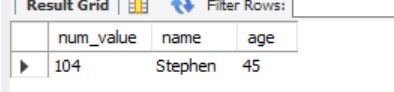 Result Grid Filter Rows:
num_value name age
104 Stephen 45